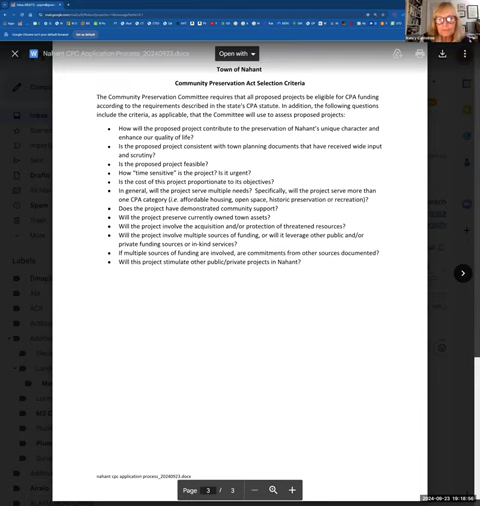 Nahant CPC Application Process_20240923.docx
Open with
Town of Nahant
Community Preservation Act Selection Criteria
The Community Preservation Committee requires that all proposed projects be eligible for CPA funding
according to the requirements described in the state's CPA statute. In addition, the following questions
include the criteria, as applicable, that the Committee will use to assess proposed projects:
• How will the proposed project contribute to the preservation of Nahant's unique character and
enhance our quality of life?
• Is the proposed project consistent with town planning documents that have received wide input
and scrutiny?
• Is the proposed project feasible?
• How "time sensitive" is the project? Is it urgent?
• Is the cost of this project proportionate to its objectives?
• In general, will the project serve multiple needs? Specifically, will the project serve more than
one CPA category (i.e. affordable housing, open space, historic preservation or recreation)?
• Does the project have demonstrated community support?
• Will the project preserve currently owned town assets?
• Will the project involve the acquisition and/or protection of threatened resources?
• Will the project involve multiple sources of funding, or will it leverage other public and/or
private funding sources or in-kind services?
• If multiple sources of funding are involved, are commitments from other sources documented?
• Will this project stimulate other public/private projects in Nahant?
nahant cpc application process_20240923.docx
Page 3 / 3
2024-09-23 19:18:56
Compose
Inbox
Starred
Sent
Drafts
Spam
Trash
More
Labels